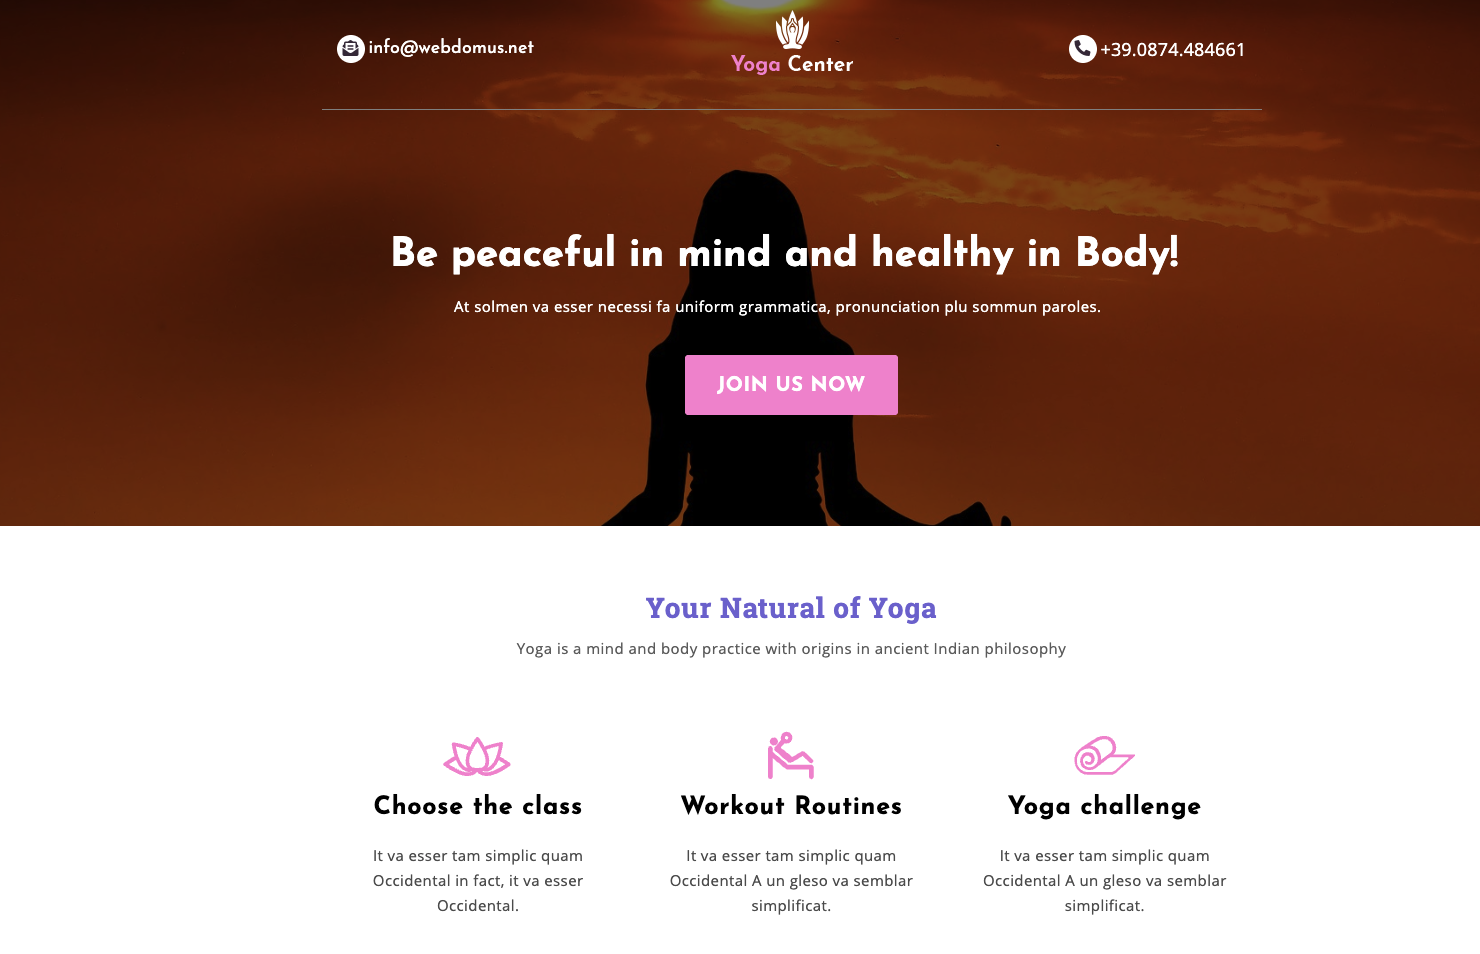 info@webdomus.net
Yoga Center
+39.0874.484661
Be peaceful in mind and healthy in Body!
At solmen va esser necessi fa uniform grammatica, pronunciation plu sommun paroles.
JOIN US NOW
Your Natural of Yoga
Yoga is a mind and body practice with origins in ancient Indian philosophy
Choose the class
It va esser tam simplic quam
Occidental in fact, it va esser
Occidental.
Workout Routines
It va esser tam simplic quam
Occidental A un gleso va semblar
simplificat.
Yoga challenge
It va esser tam simplic quam
Occidental A un gleso va semblar
simplificat.